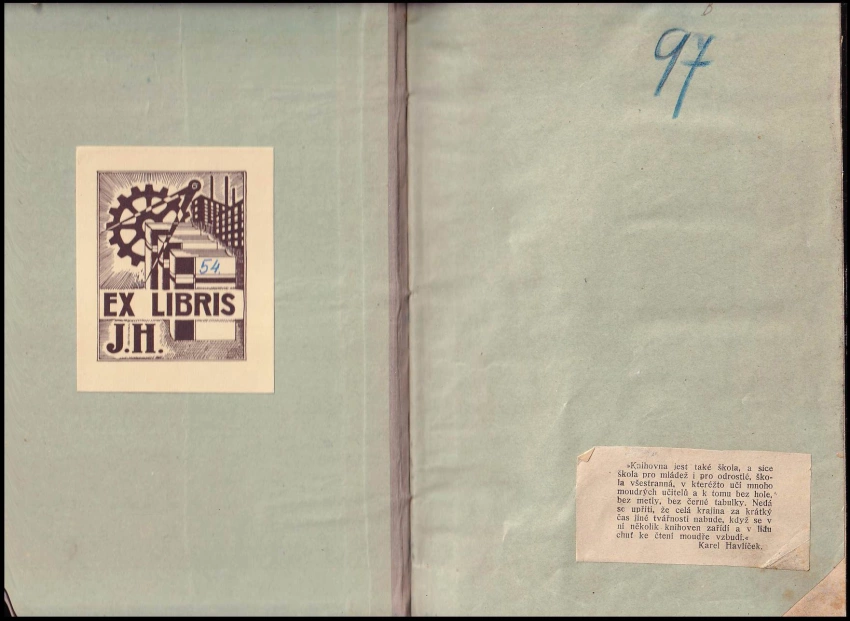 54
EX LIBRIS
J.H.
97
»Knihovna jest také škola, a sice
škola pro mládež i pro odrostlé, ško-
la všestranná, v kteréžto učí mnoho
moudrých učitelů a k tomu bez hole,
bez metly, bez černé tabulky. Nedá
se upříti, že celá krajina za krátký
čas jiné tvářnosti nabude, když se v
ní několik knihoven zařídí a v lidu
chuť ke čtení moudře vzbudí.«
Karel Havlíček.